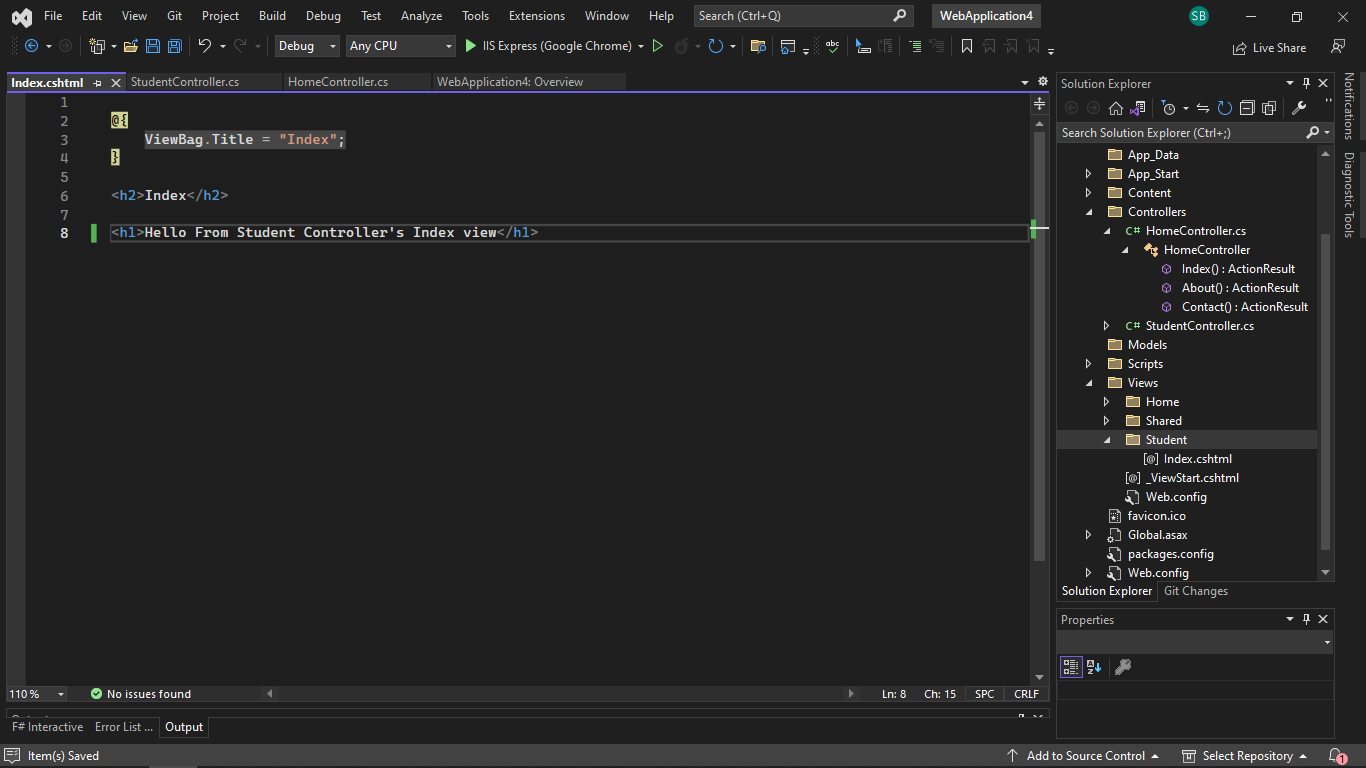 File Edit View Git Project Build Debug Test Analyze Tools Extensions Window Help Search (Ctrl+Q) WebApplication4 SB
Debug Any CPU IIS Express (Google Chrome) abc Live Share
Index.cshtml StudentController.cs HomeController.cs WebApplication4: Overview
1
2 @{
3 ViewBag.Title = "Index";
4 }
5
6 <h2>Index</h2>
7
8 <h1>Hello From Student Controller's Index view</h1>
110 % No issues found Ln: 8 Ch: 15 SPC CRLF
F# Interactive Error List ... Output
Solution Explorer
Search Solution Explorer (Ctrl+;)
App_Data
App_Start
Content
Controllers
C# HomeController.cs
HomeController
Index() : ActionResult
About() : ActionResult
Contact() : ActionResult
C# StudentController.cs
Models
Scripts
Views
Home
Shared
Student
[@] Index.cshtml
[@] _ViewStart.cshtml
Web.config
favicon.ico
Global.asax
packages.config
Web.config
Solution Explorer Git Changes
Properties
Notifications
Diagnostic Tools
Item(s) Saved Add to Source Control Select Repository 1